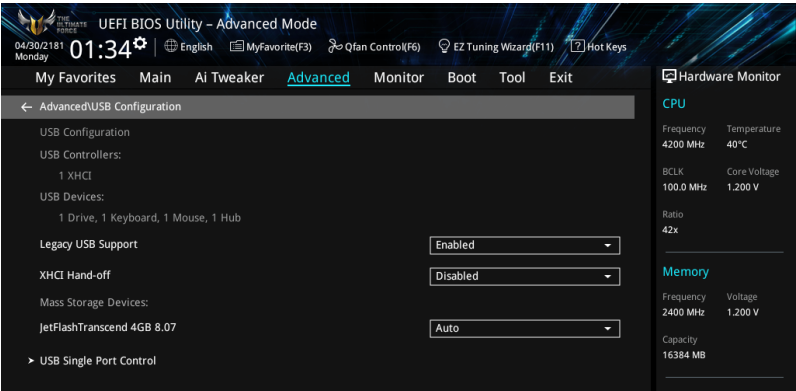 THE ULTIMATE FORCE
UEFI BIOS Utility – Advanced Mode
04/30/2181 Monday
01:34
English
MyFavorite(F3)
Qfan Control(F6)
EZ Tuning Wizard(F11)
? Hot Keys
My Favorites Main Ai Tweaker Advanced Monitor Boot Tool Exit
← Advanced\USB Configuration
USB Configuration
USB Controllers:
1 XHCI
USB Devices:
1 Drive, 1 Keyboard, 1 Mouse, 1 Hub
Legacy USB Support Enabled
XHCI Hand-off Disabled
Mass Storage Devices:
JetFlashTranscend 4GB 8.07 Auto
> USB Single Port Control
Hardware Monitor
CPU
Frequency Temperature
4200 MHz 40°C
BCLK Core Voltage
100.0 MHz 1.200 V
Ratio
42x
Memory
Frequency Voltage
2400 MHz 1.200 V
Capacity
16384 MB